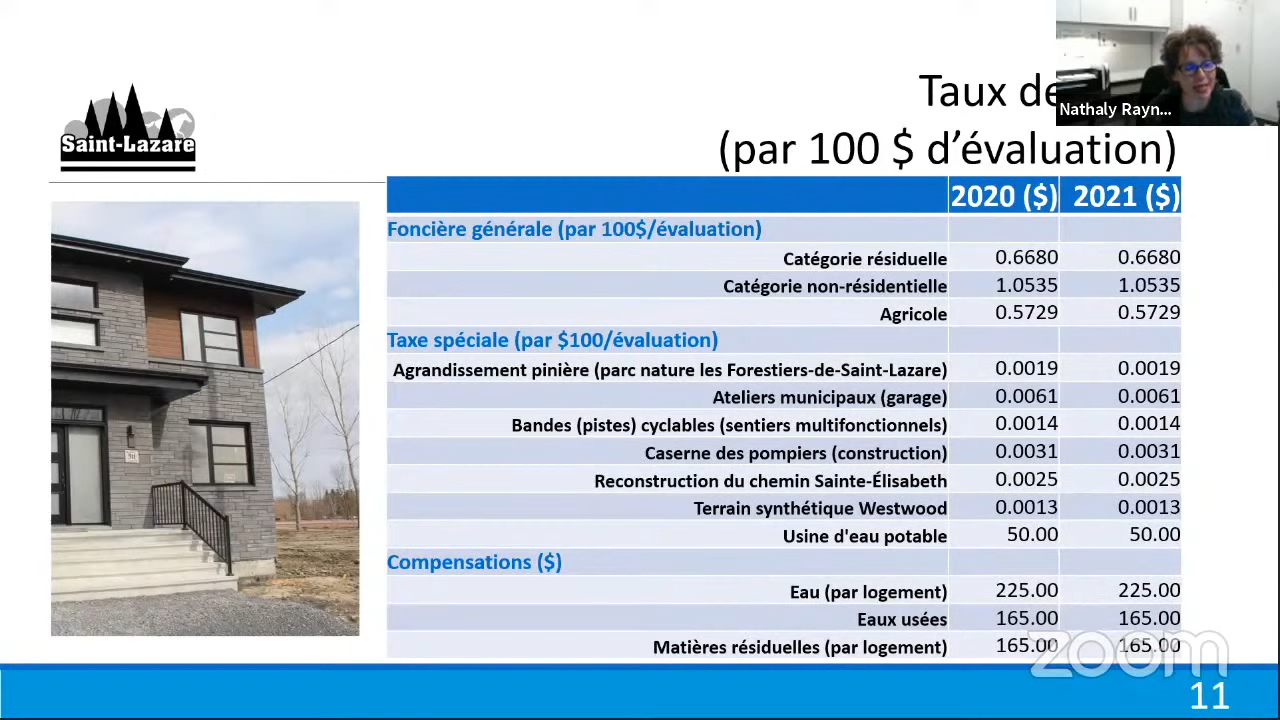 Nathaly Rayn...
Saint-Lazare
Taux de
(par 100 $ d’évaluation)
2020 ($) 2021 ($)
Foncière générale (par 100$/évaluation)
Catégorie résiduelle 0.6680 0.6680
Catégorie non-résidentielle 1.0535 1.0535
Agricole 0.5729 0.5729
Taxe spéciale (par $100/évaluation)
Agrandissement pinière (parc nature les Forestiers-de-Saint-Lazare) 0.0019 0.0019
Ateliers municipaux (garage) 0.0061 0.0061
Bandes (pistes) cyclables (sentiers multifonctionnels) 0.0014 0.0014
Caserne des pompiers (construction) 0.0031 0.0031
Reconstruction du chemin Sainte-Élisabeth 0.0025 0.0025
Terrain synthétique Westwood 0.0013 0.0013
Usine d'eau potable 50.00 50.00
Compensations ($)
Eau (par logement) 225.00 225.00
Eaux usées 165.00 165.00
Matières résiduelles (par logement) 165.00 165.00
zoom
11